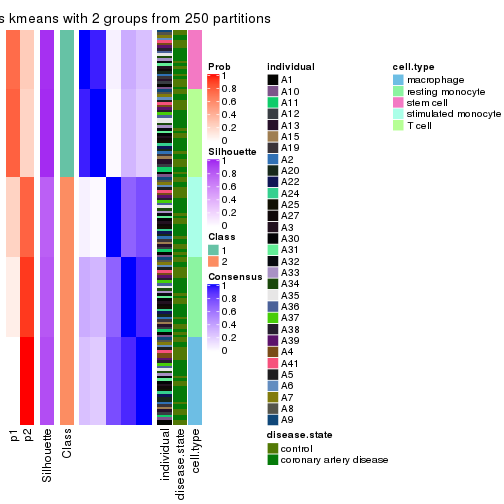 s kmeans with 2 groups from 250 partitions
Prob
1
0.8
0.6
0.4
0.2
0
Silhouette
1
0.8
0.6
0.4
0.2
0
Class
1
2
Consensus
1
0.8
0.6
0.4
0.2
0
individual
A1
A10
A11
A12
A13
A15
A19
A2
A20
A22
A24
A25
A27
A3
A30
A31
A32
A33
A34
A35
A36
A37
A38
A39
A4
A41
A5
A6
A7
A8
A9
disease.state
control
coronary artery disease
cell.type
macrophage
resting monocyte
stem cell
stimulated monocyte
T cell
p1
p2
Silhouette
Class
individual
disease.state
cell.type